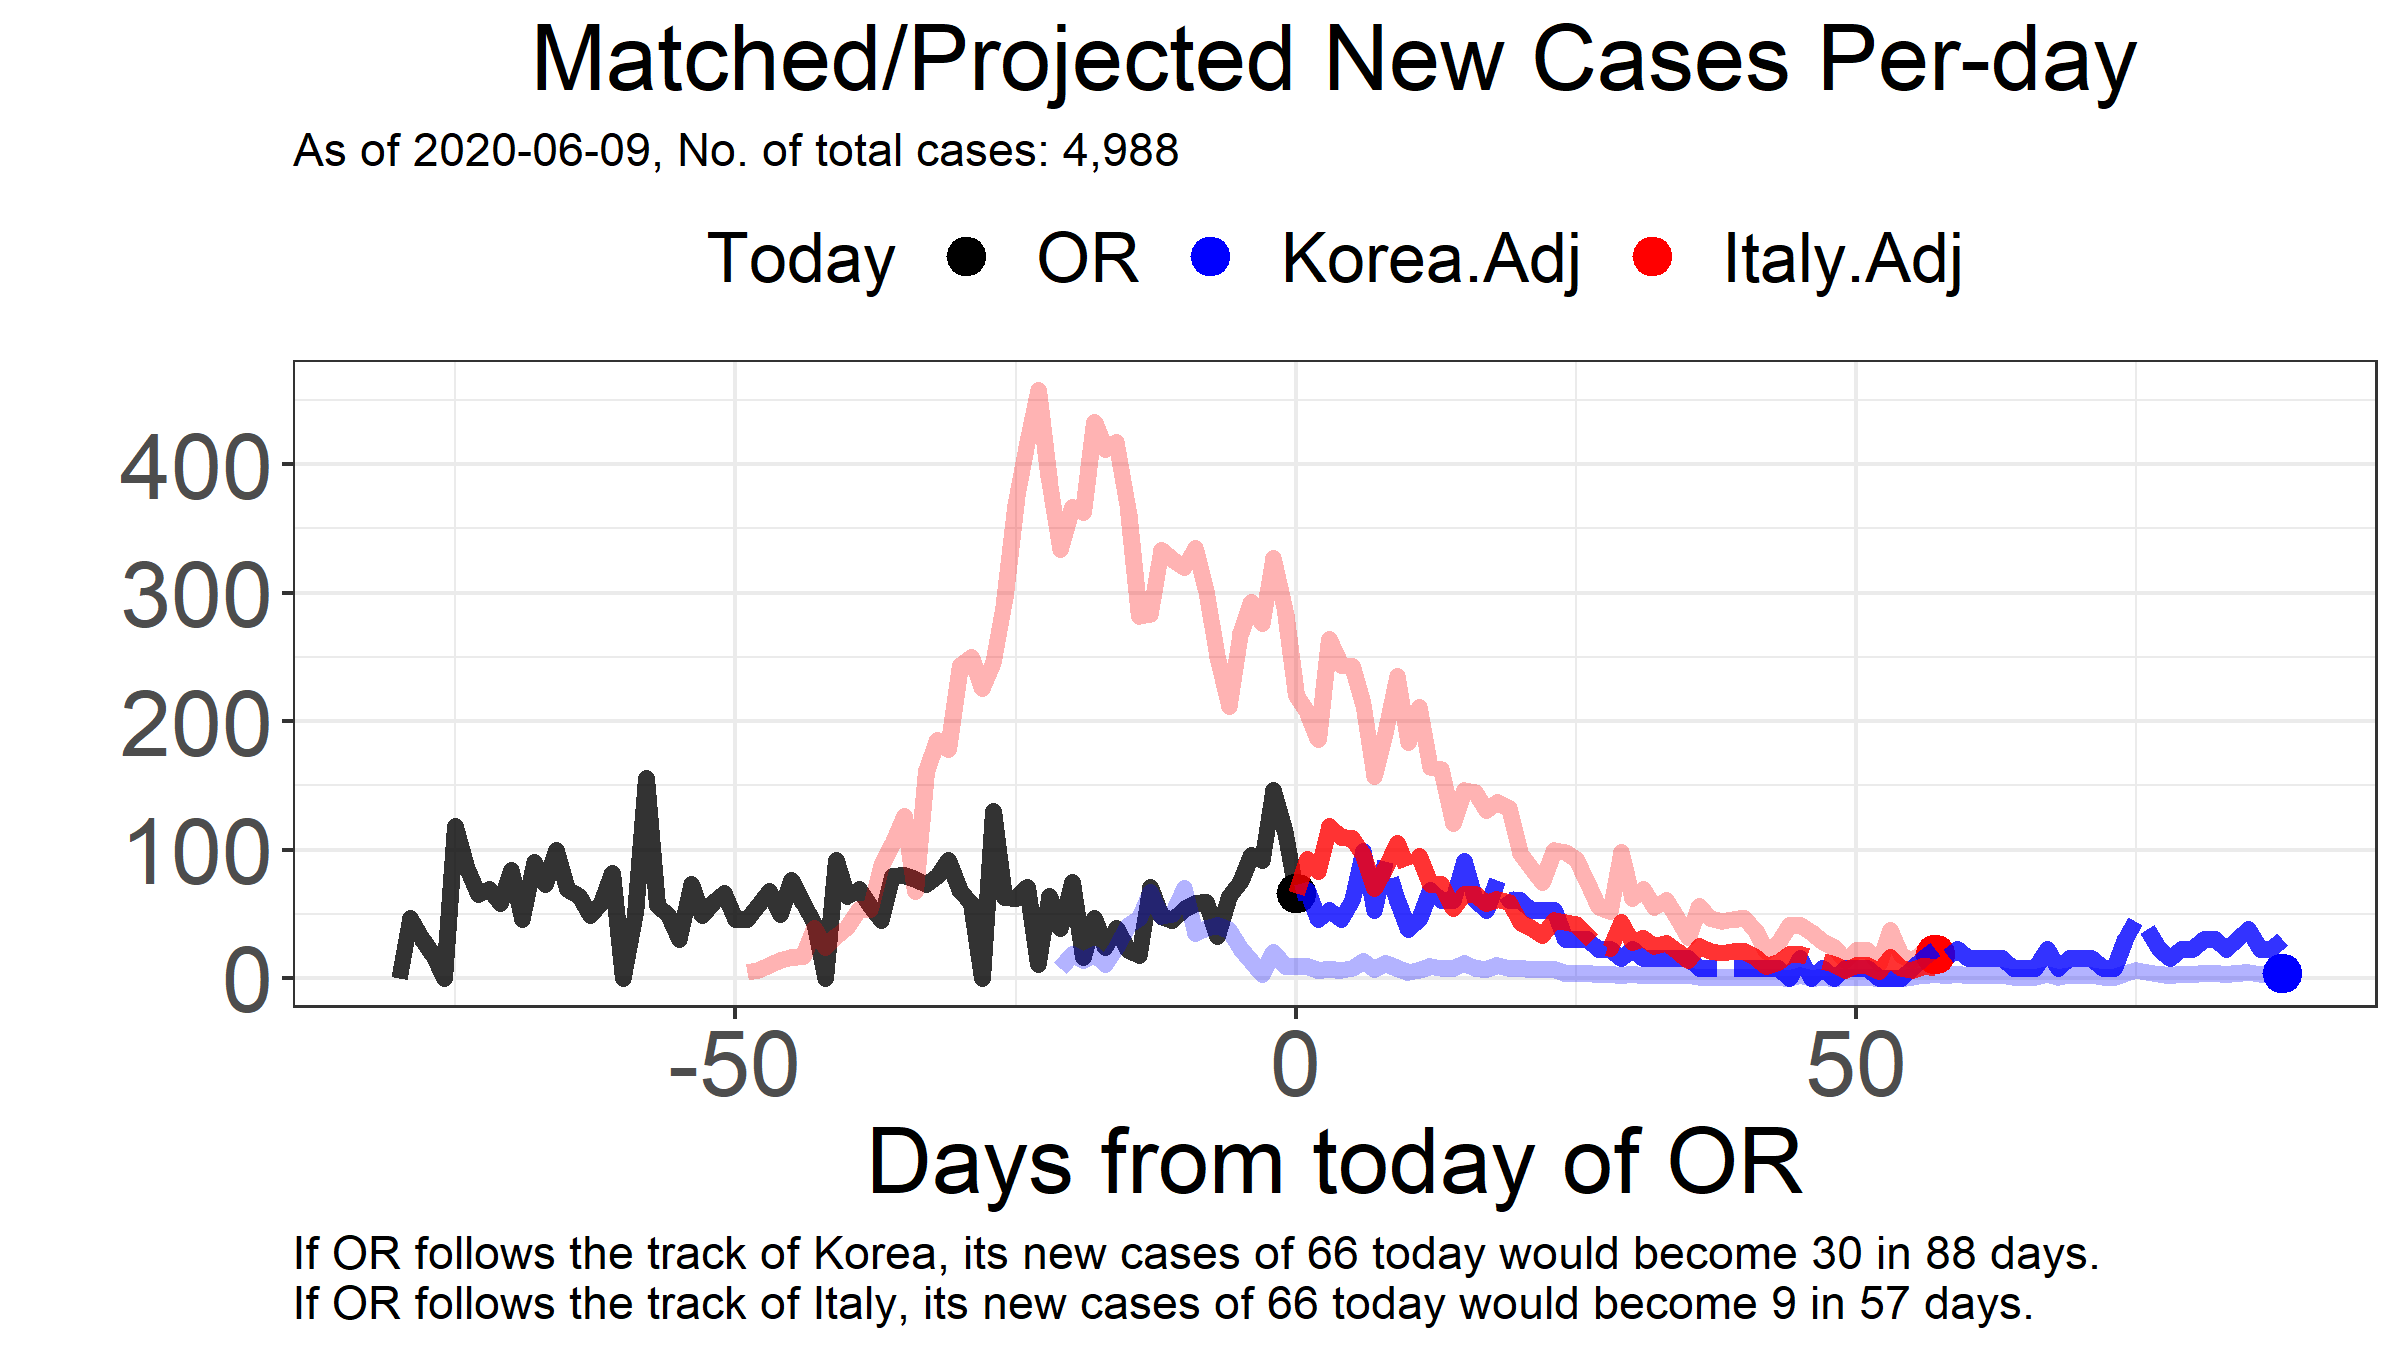 Matched/Projected New Cases Per-day
As of 2020-06-09, No. of total cases: 4,988
Today OR Korea.Adj Italy.Adj
400
300
200
100
0
-50 0 50
Days from today of OR
If OR follows the track of Korea, its new cases of 66 today would become 30 in 88 days.
If OR follows the track of Italy, its new cases of 66 today would become 9 in 57 days.